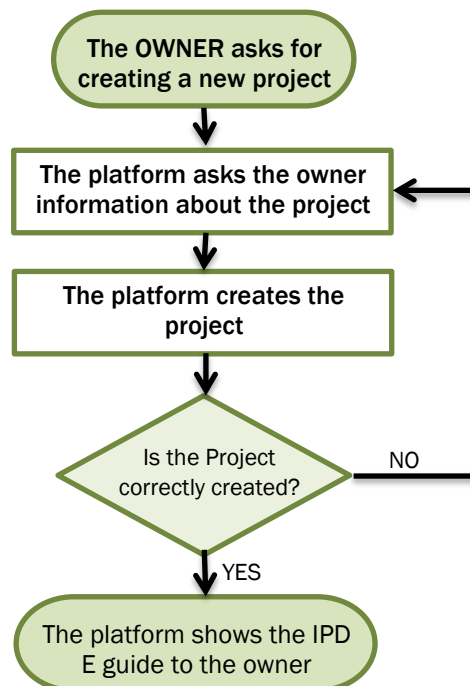 The OWNER asks for
creating a new project
The platform asks the owner
information about the project
The platform creates the
project
Is the Project
correctly created?
NO
YES
The platform shows the IPD
E guide to the owner